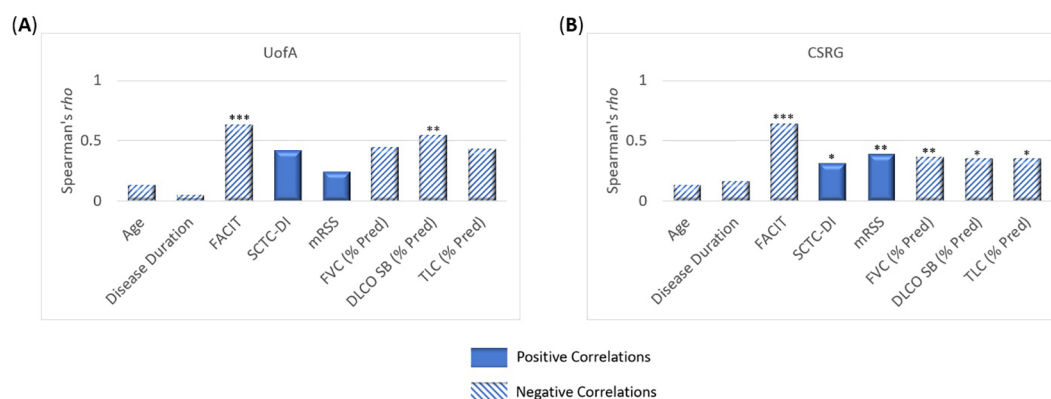 (A)
UofA
1
0.5
0
Spearman's rho
***
**
Age
Disease Duration
FACIT
SCTC-DI
mRSS
FVC (% Pred)
DLCO SB (% Pred)
TLC (% Pred)
(B)
CSRG
1
0.5
0
Spearman's rho
***
*
**
**
*
*
Age
Disease Duration
FACIT
SCTC-DI
mRSS
FVC (% Pred)
DLCO SB (% Pred)
TLC (% Pred)
Positive Correlations
Negative Correlations